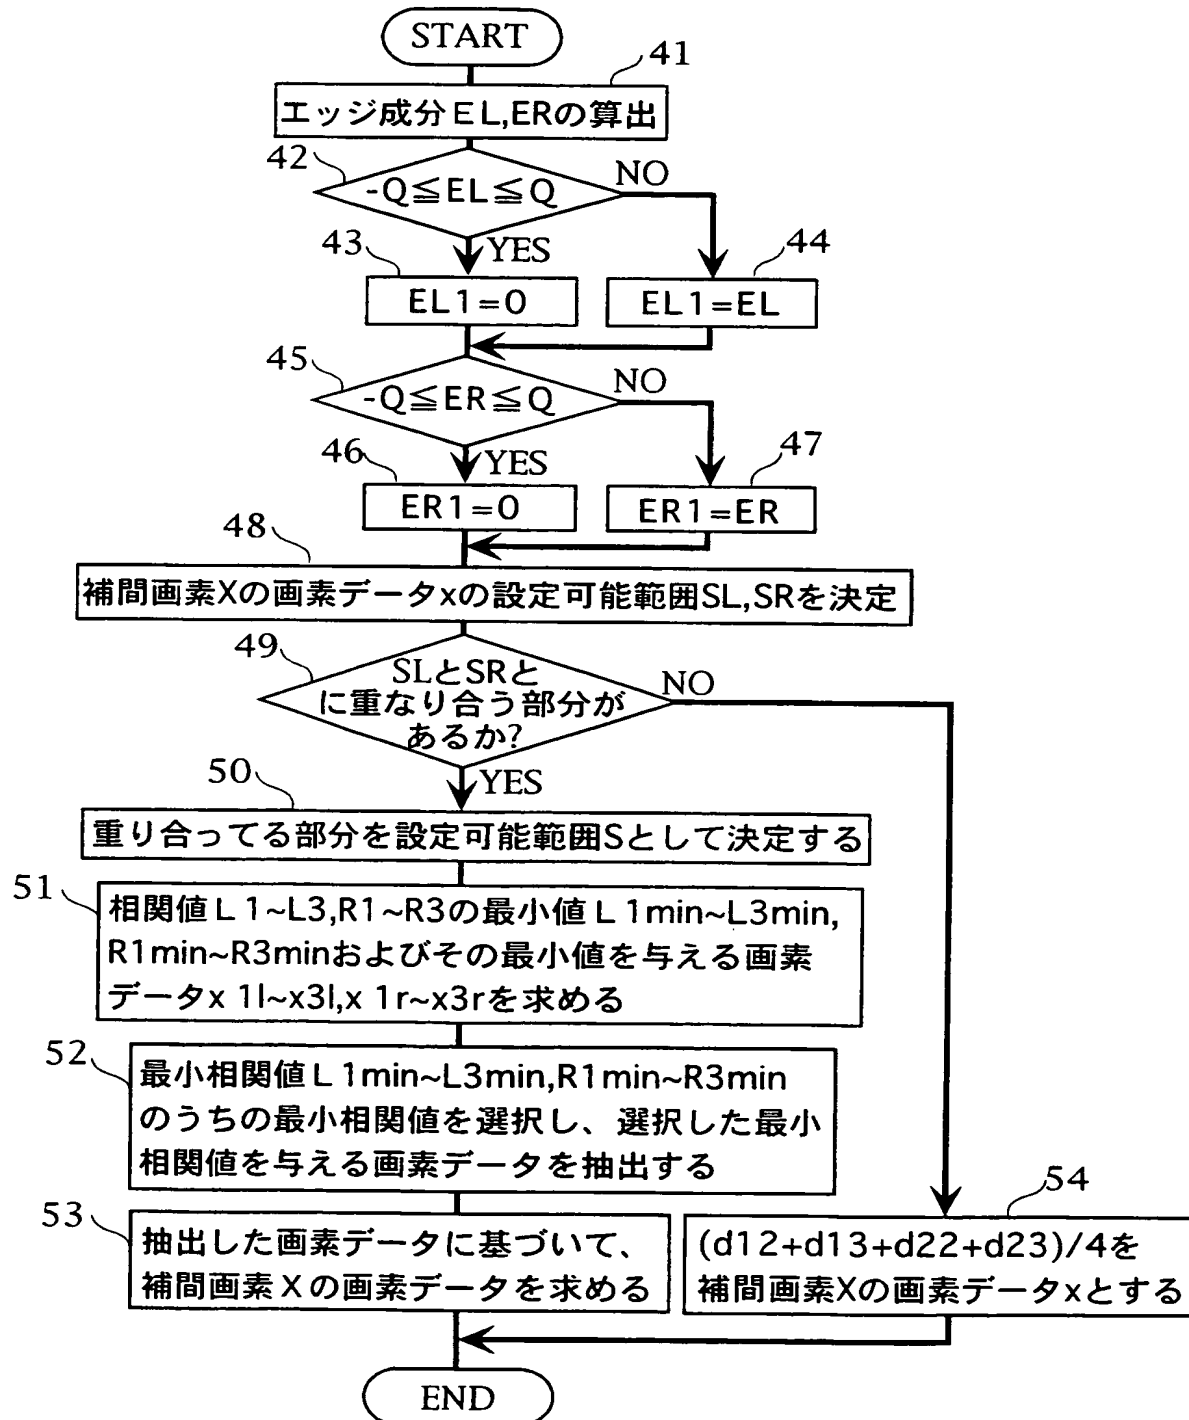 START
41
エッジ成分EL,ERの算出
42
-Q≦EL≦Q
NO
YES
43
EL1=0
44
EL1=EL
45
-Q≦ER≦Q
NO
YES
46
ER1=0
47
ER1=ER
48
補間画素Xの画素データxの設定可能範囲SL,SRを決定
49
SLとSRと
に重なり合う部分が
あるか?
NO
YES
50
重り合ってる部分を設定可能範囲Sとして決定する
51
相関値L1~L3,R1~R3の最小値L1min~L3min,
R1min~R3minおよびその最小値を与える画素
データx1l~x3l,x1r~x3rを求める
52
最小相関値L1min~L3min,R1min~R3min
のうちの最小相関値を選択し、選択した最小
相関値を与える画素データを抽出する
53
抽出した画素データに基づいて、
補間画素Xの画素データを求める
54
(d12+d13+d22+d23)/4を
補間画素Xの画素データxとする
END